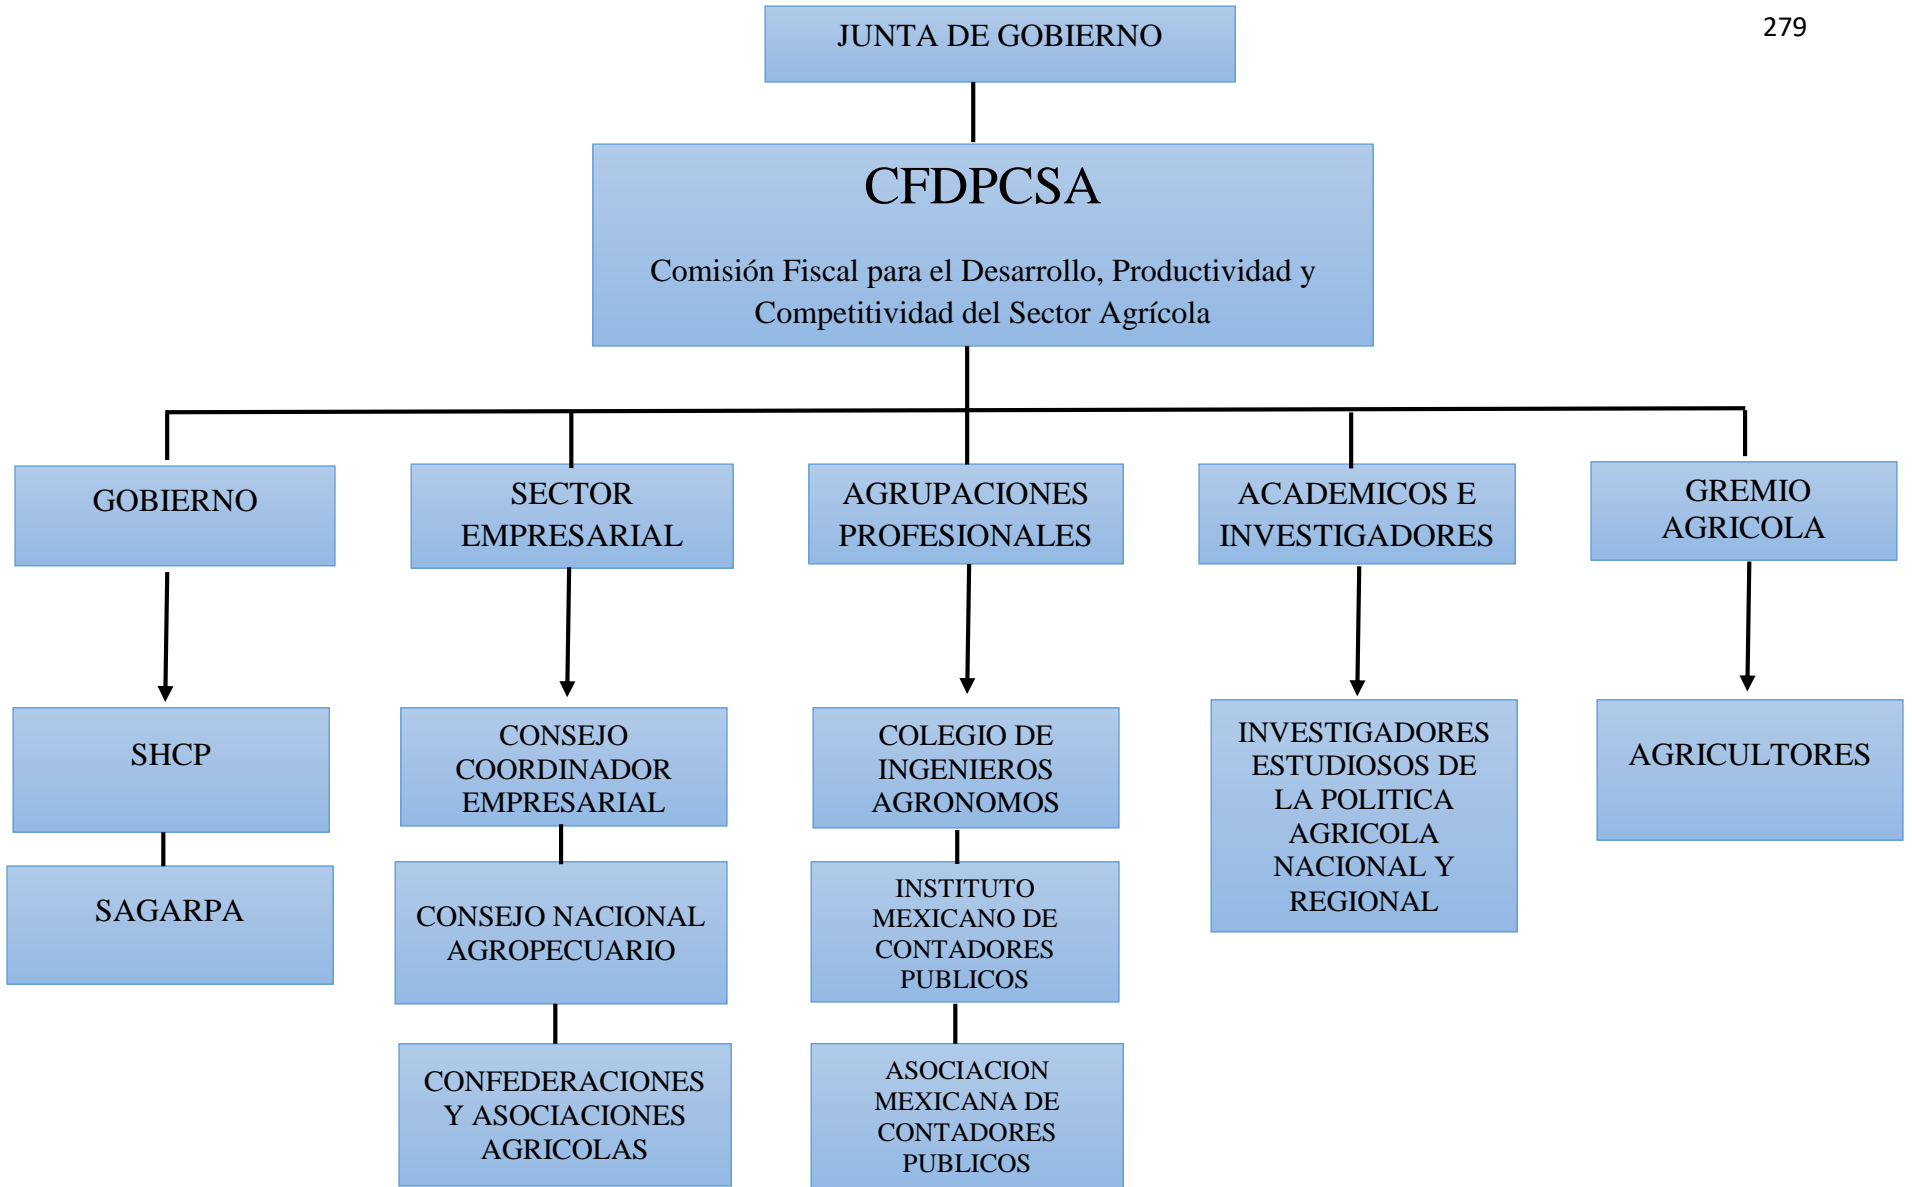 279
JUNTA DE GOBIERNO
CFDPCSA
Comisión Fiscal para el Desarrollo, Productividad y
Competitividad del Sector Agrícola
GOBIERNO
SECTOR
EMPRESARIAL
AGRUPACIONES
PROFESIONALES
ACADEMICOS E
INVESTIGADORES
GREMIO
AGRICOLA
SHCP
CONSEJO
COORDINADOR
EMPRESARIAL
COLEGIO DE
INGENIEROS
AGRONOMOS
INVESTIGADORES
ESTUDIOSOS DE
LA POLITICA
AGRICOLA
NACIONAL Y
REGIONAL
AGRICULTORES
SAGARPA
CONSEJO NACIONAL
AGROPECUARIO
INSTITUTO
MEXICANO DE
CONTADORES
PUBLICOS
CONFEDERACIONES
Y ASOCIACIONES
AGRICOLAS
ASOCIACION
MEXICANA DE
CONTADORES
PUBLICOS